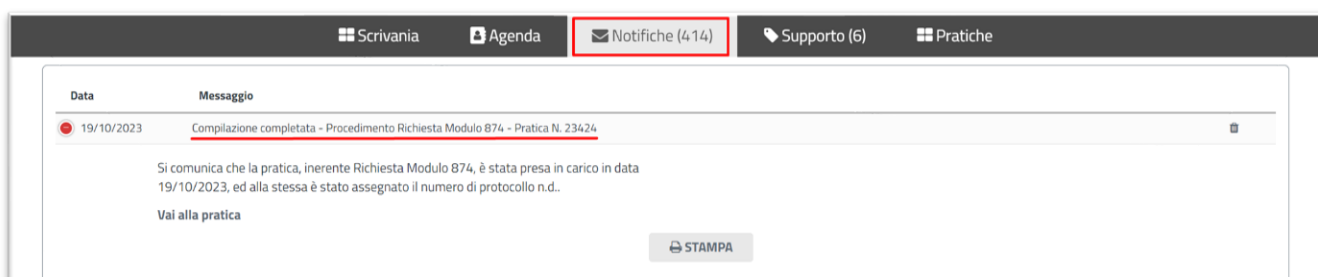 Scrivania Agenda Notifiche (414) Supporto (6) Pratiche
Data Messaggio
19/10/2023 Compilazione completata - Procedimento Richiesta Modulo 874 - Pratica N. 23424
Si comunica che la pratica, inerente Richiesta Modulo 874, è stata presa in carico in data
19/10/2023, ed alla stessa è stato assegnato il numero di protocollo n.d..
Vai alla pratica
STAMPA